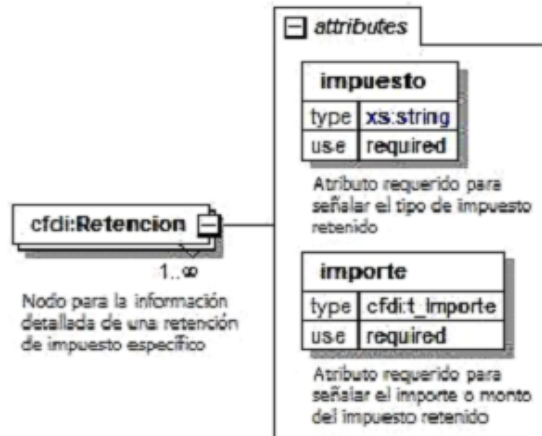 attributes
impuesto
type xs:string
use required
Atributo requerido para
señalar el tipo de impuesto
retenido
cfdi:Retencion
1..∞
Nodo para la información
detallada de una retención
de impuesto específico
importe
type cfdi:t_Importe
use required
Atributo requerido para
señalar el importe o monto
del impuesto retenido